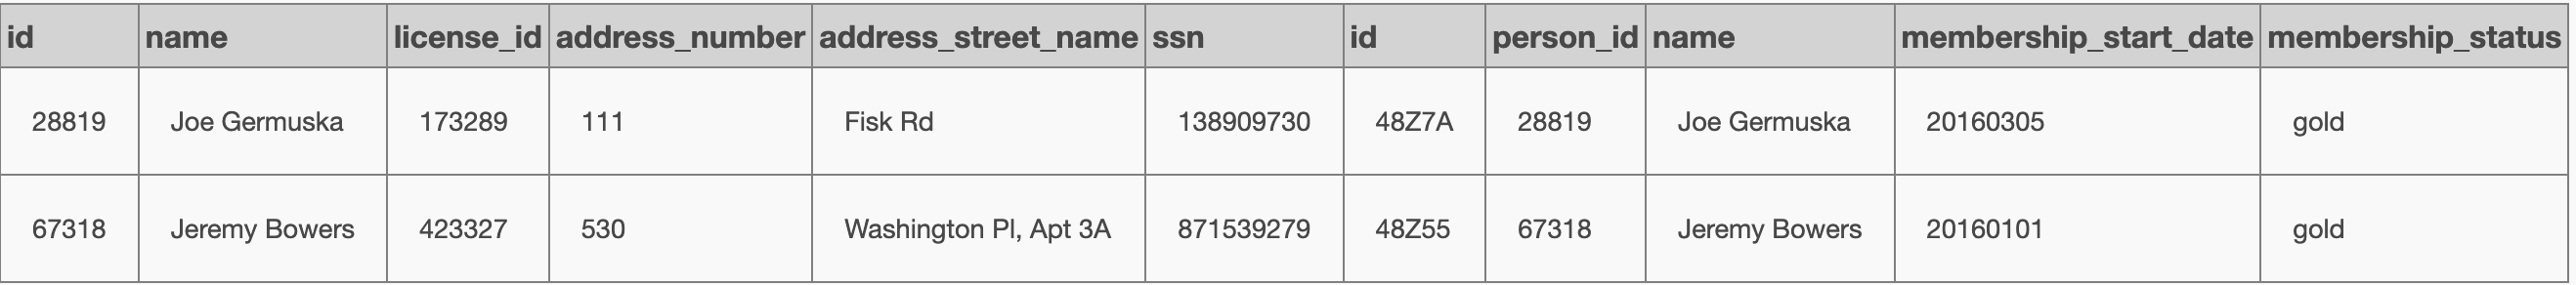 id name license_id address_number address_street_name ssn id person_id name membership_start_date membership_status
28819 Joe Germuska 173289 111 Fisk Rd 138909730 48Z7A 28819 Joe Germuska 20160305 gold
67318 Jeremy Bowers 423327 530 Washington Pl, Apt 3A 871539279 48Z55 67318 Jeremy Bowers 20160101 gold